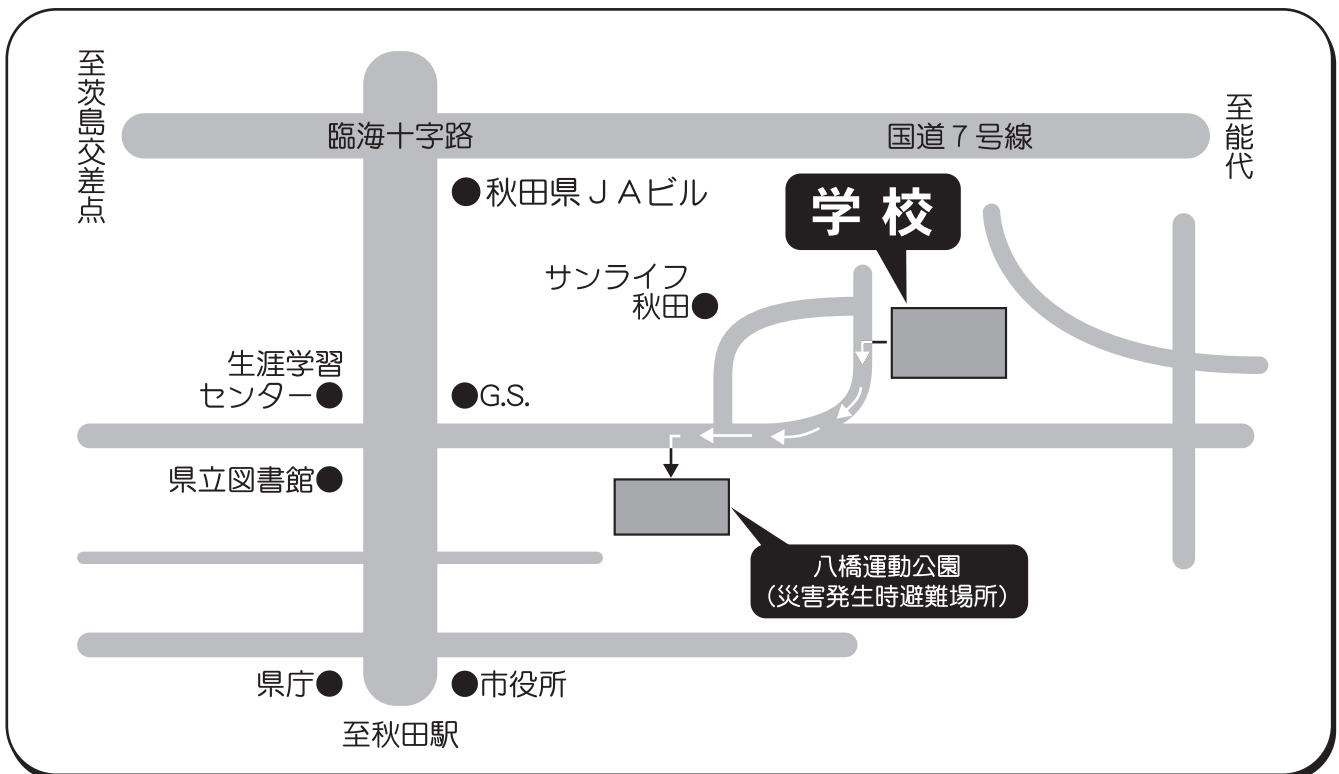 至茨島交差点
臨海十字路
国道７号線
至能代
秋田県ＪＡビル
学校
サンライフ
秋田
生涯学習
センター
G.S.
県立図書館
八橋運動公園
（災害発生時避難場所）
県庁
市役所
至秋田駅